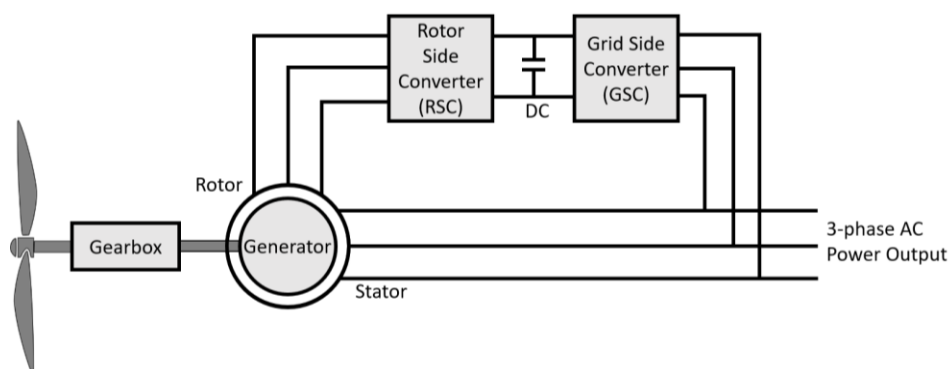 Rotor
Side
Converter
(RSC)
Grid Side
Converter
(GSC)
DC
Rotor
Gearbox
Generator
Stator
3-phase AC
Power Output